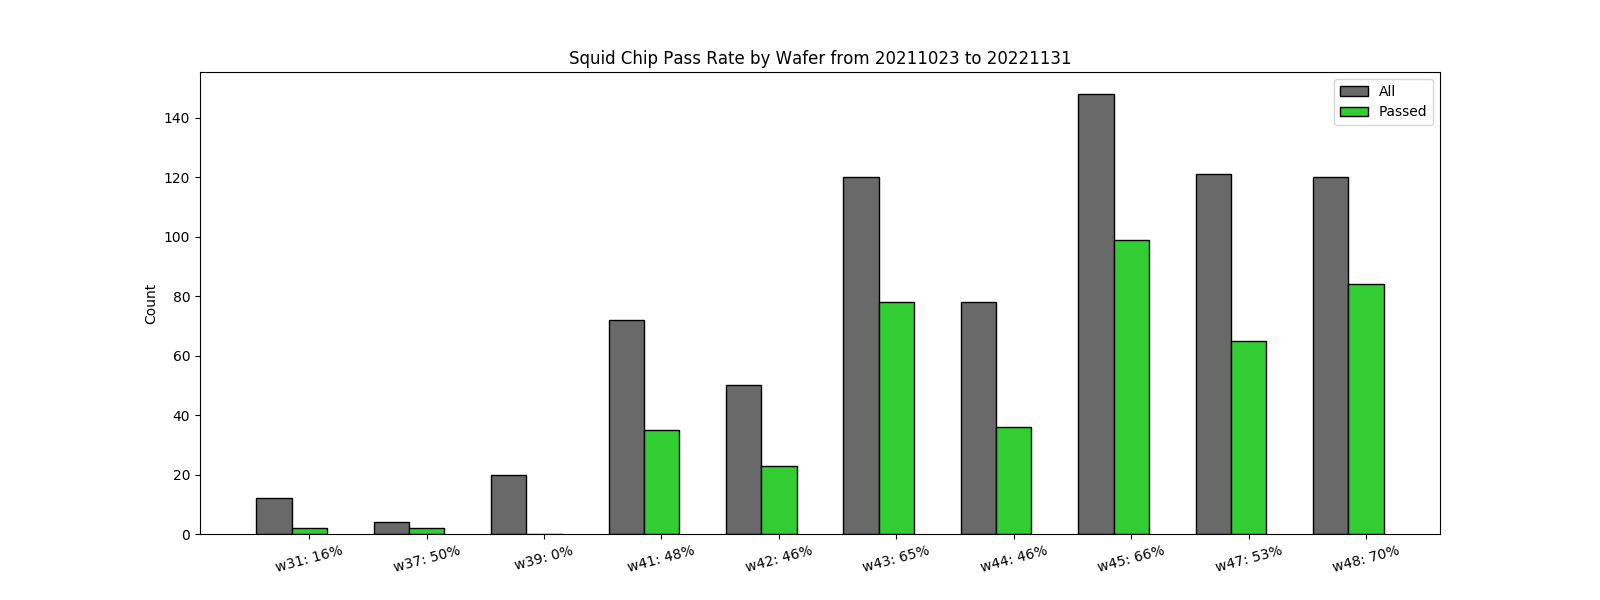 Squid Chip Pass Rate by Wafer from 20211023 to 20221131
All
Passed
Count
140
120
100
80
60
40
20
0
w31: 16%
w37: 50%
w39: 0%
w41: 48%
w42: 46%
w43: 65%
w44: 46%
w45: 66%
w47: 53%
w48: 70%